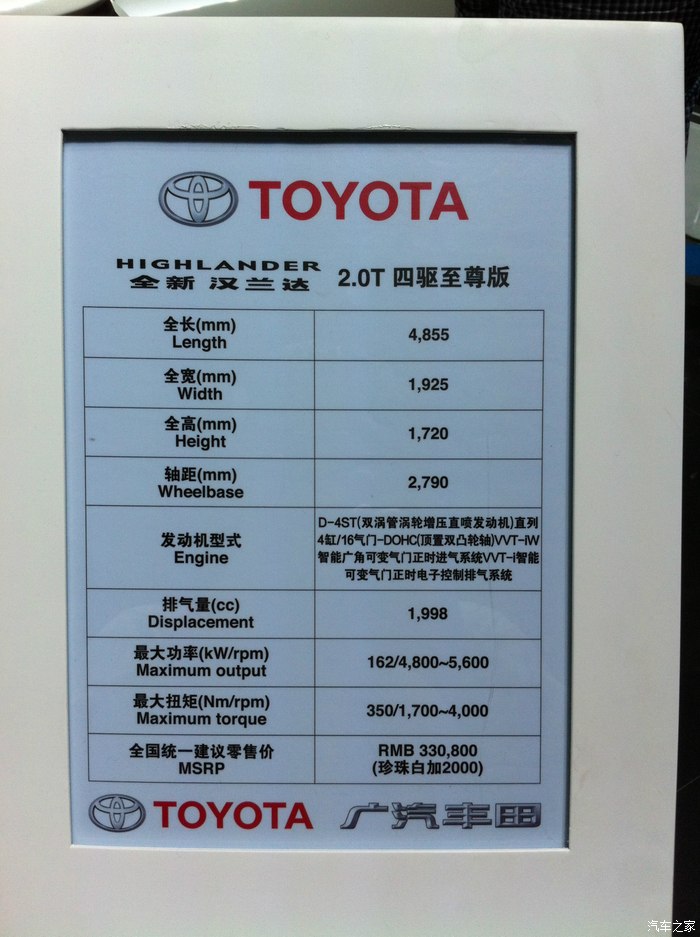 TOYOTA
HIGHLANDER
全新 汉兰达 2.0T 四驱至尊版
全长(mm)
Length
4,855
全宽(mm)
Width
1,925
全高(mm)
Height
1,720
轴距(mm)
Wheelbase
2,790
发动机型式
Engine
D-4ST(双涡管涡轮增压直喷发动机)直列
4缸/16气门-DOHC(顶置双凸轮轴)VVT-iW
智能广角可变气门正时进气系统VVT-i智能
可变气门正时电子控制排气系统
排气量(cc)
Displacement
1,998
最大功率(kW/rpm)
Maximum output
162/4,800~5,600
最大扭矩(Nm/rpm)
Maximum torque
350/1,700~4,000
全国统一建议零售价
MSRP
RMB 330,800
(珍珠白加2000)
TOYOTA 广汽丰田
汽车之家